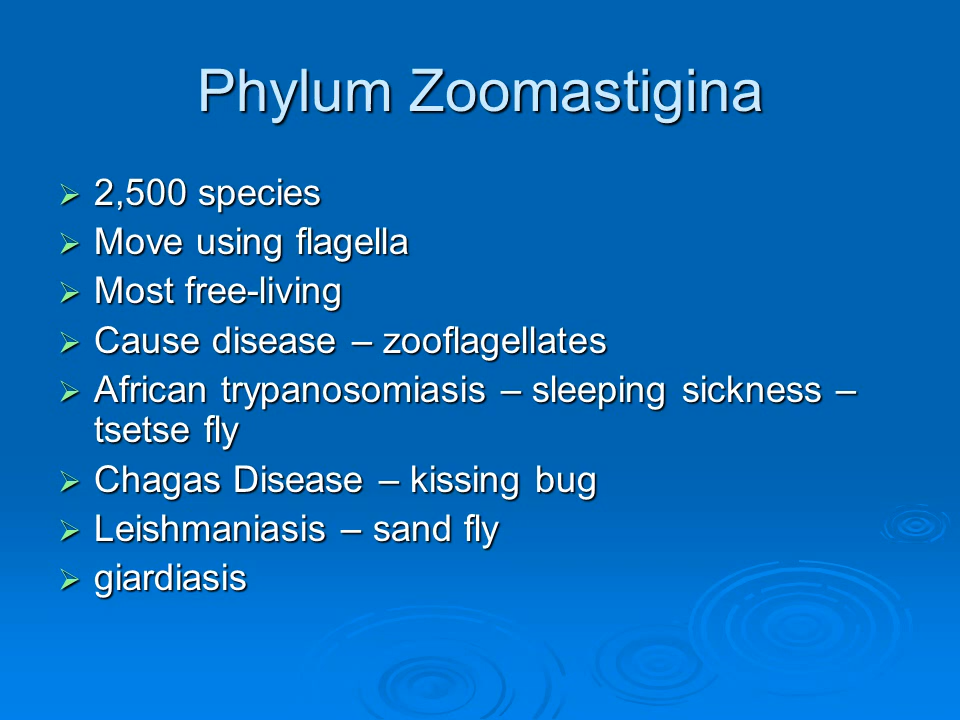 Phylum Zoomastigina
➢ 2,500 species
➢ Move using flagella
➢ Most free-living
➢ Cause disease – zooflagellates
➢ African trypanosomiasis – sleeping sickness –
tsetse fly
➢ Chagas Disease – kissing bug
➢ Leishmaniasis – sand fly
➢ giardiasis